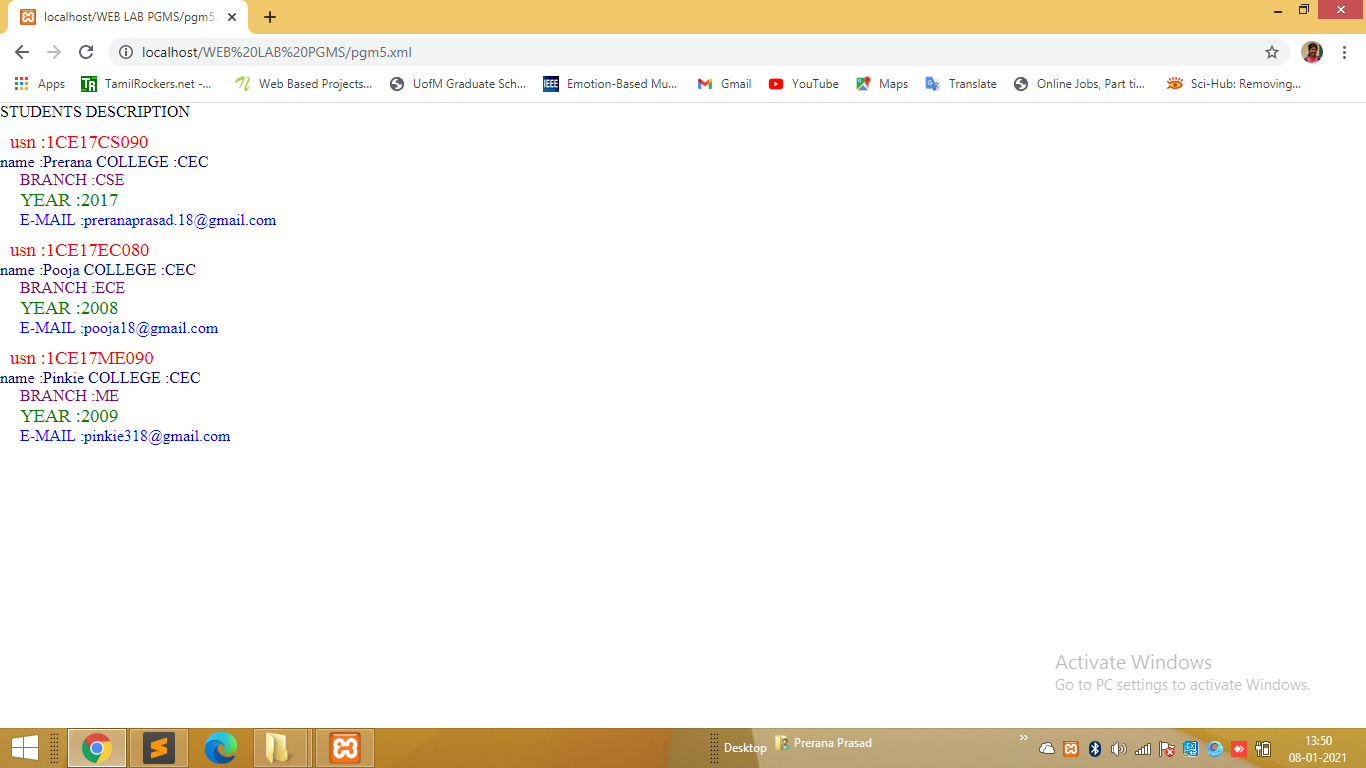 localhost/WEB LAB PGMS/pgm5.
localhost/WEB%20LAB%20PGMS/pgm5.xml
Apps TamilRockers.net -... Web Based Projects... UofM Graduate Sch... IEEE Emotion-Based Mu... Gmail YouTube Maps Translate Online Jobs, Part ti... Sci-Hub: Removing...
STUDENTS DESCRIPTION
usn :1CE17CS090
name :Prerana COLLEGE :CEC
BRANCH :CSE
YEAR :2017
E-MAIL :preranaprasad.18@gmail.com
usn :1CE17EC080
name :Pooja COLLEGE :CEC
BRANCH :ECE
YEAR :2008
E-MAIL :pooja18@gmail.com
usn :1CE17ME090
name :Pinkie COLLEGE :CEC
BRANCH :ME
YEAR :2009
E-MAIL :pinkie318@gmail.com
Activate Windows
Go to PC settings to activate Windows.
Desktop Prerana Prasad
13:50
08-01-2021